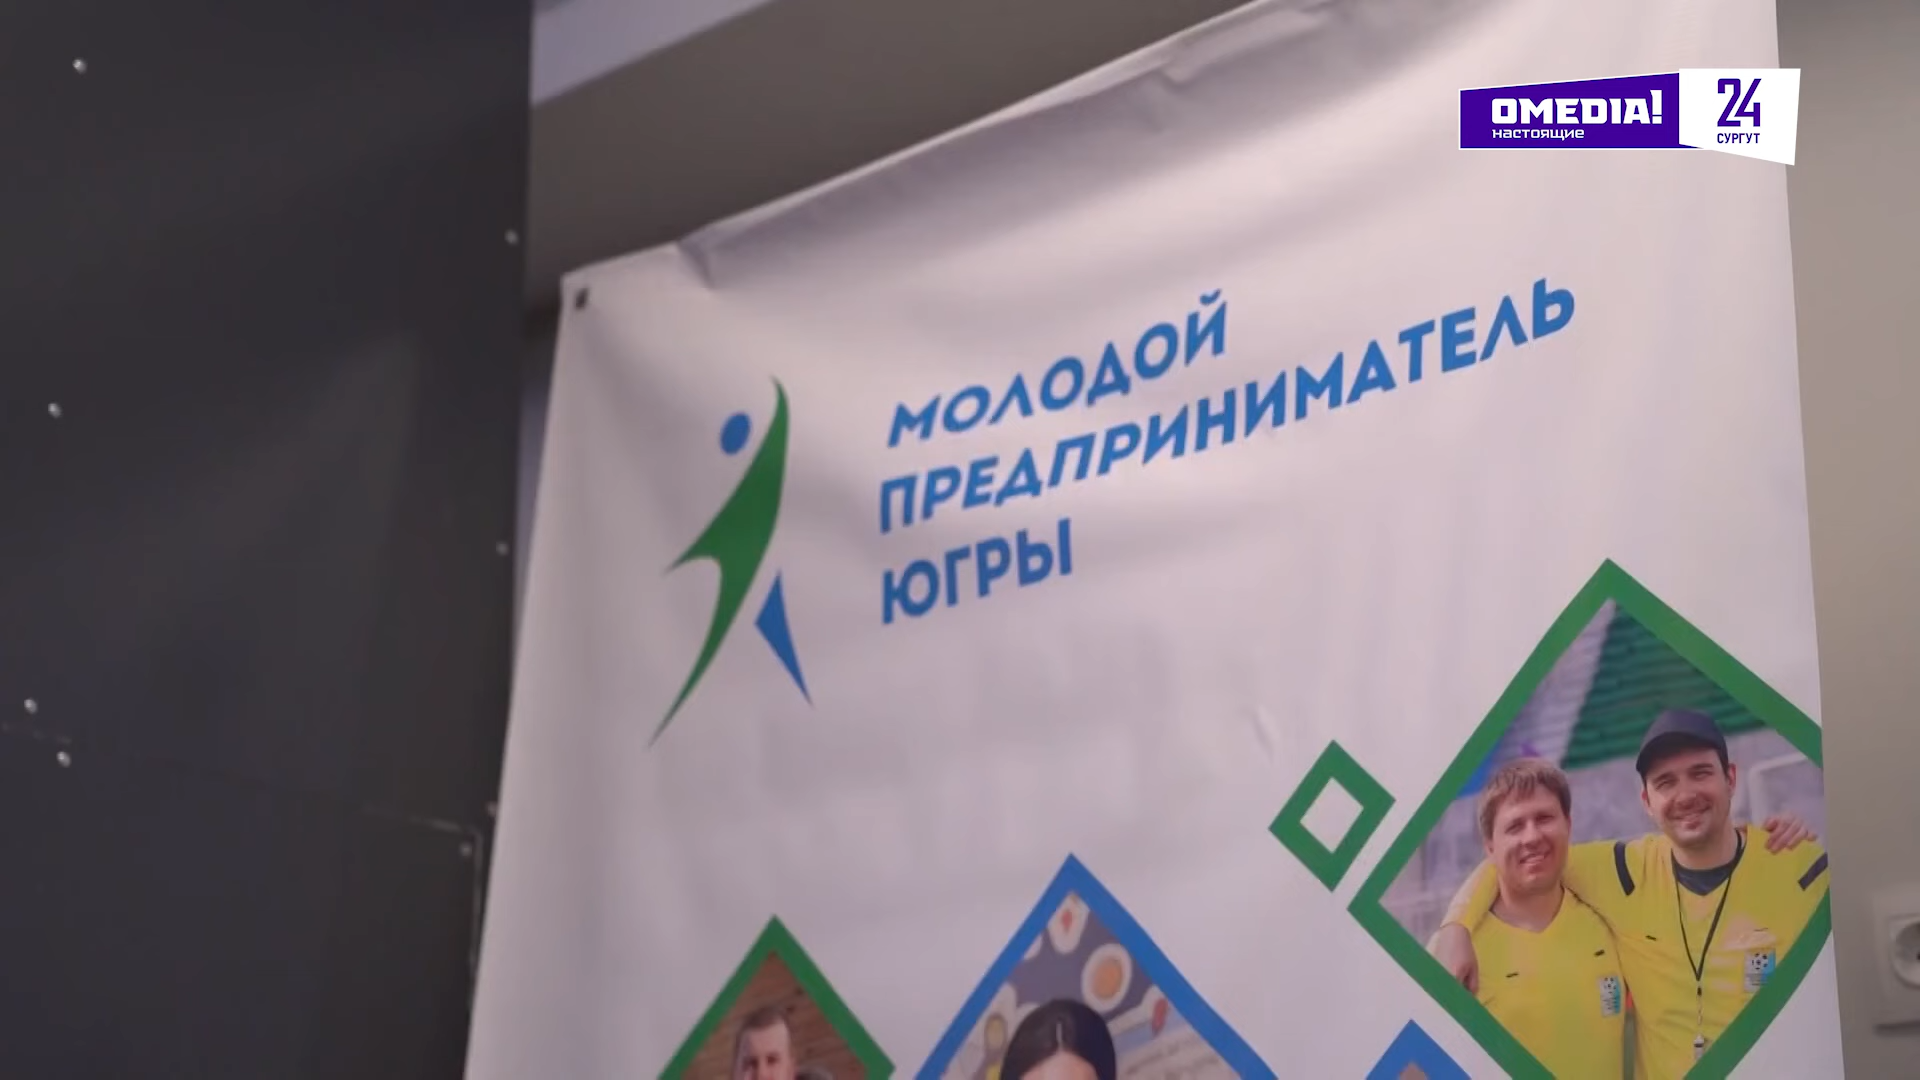 OMEDIA!
настоящие
24
СУРГУТ
МОЛОДОЙ
ПРЕДПРИНИМАТЕЛЬ
ЮГРЫ